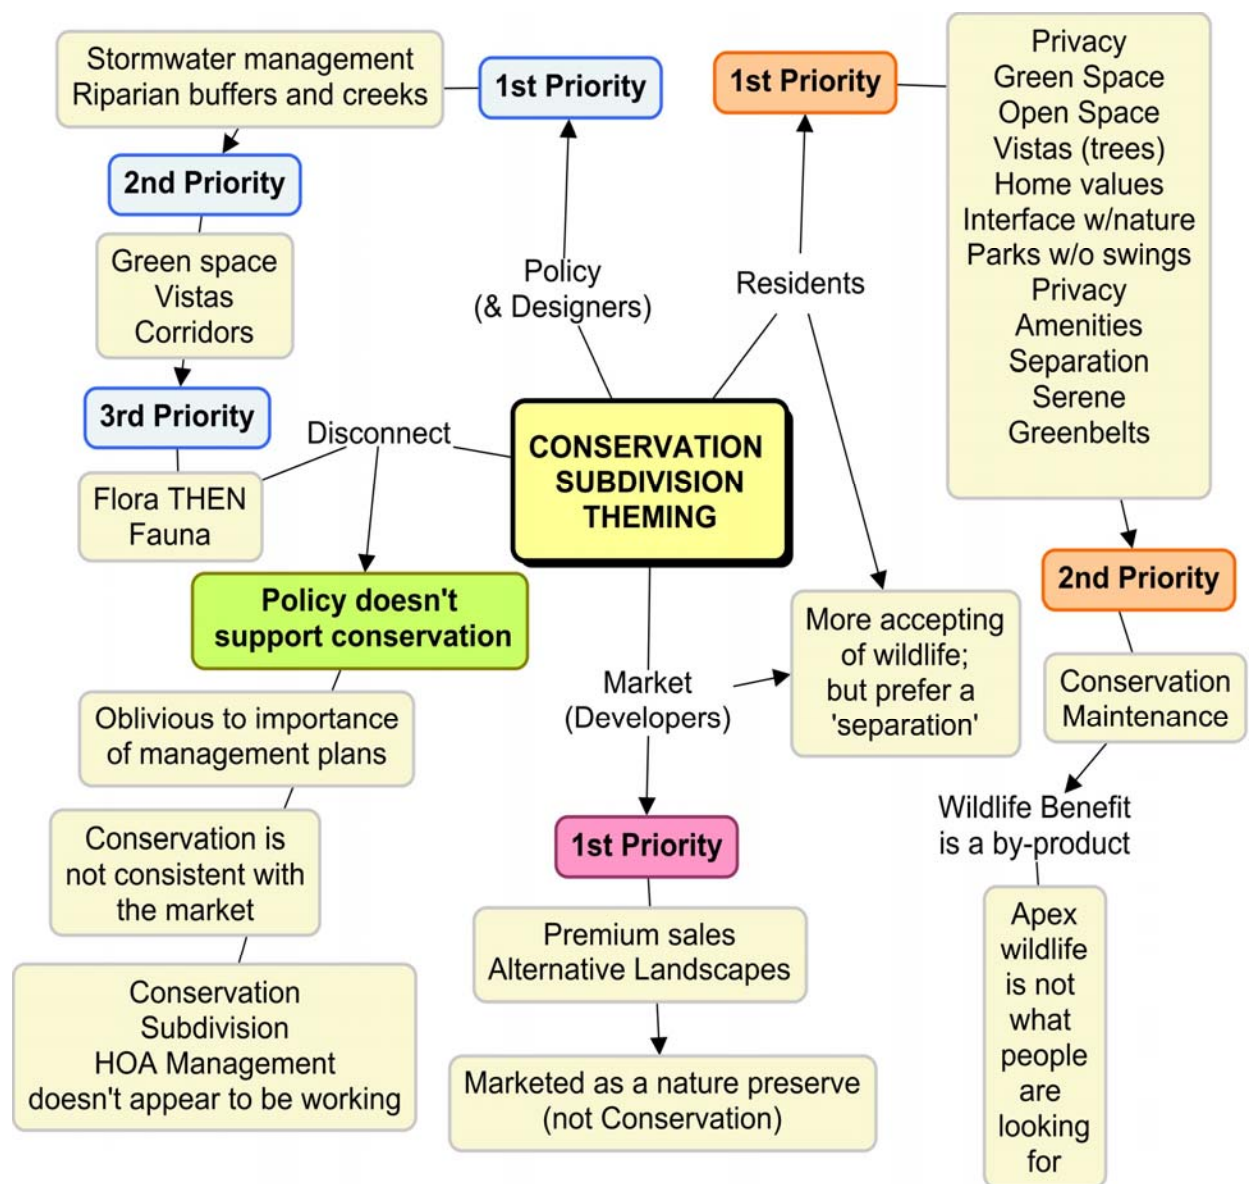 Stormwater management
Riparian buffers and creeks
1st Priority
2nd Priority
Green space
Vistas
Corridors
3rd Priority
Flora THEN
Fauna
Policy
(& Designers)
1st Priority
Privacy
Green Space
Open Space
Vistas (trees)
Home values
Interface w/nature
Parks w/o swings
Privacy
Amenities
Separation
Serene
Greenbelts
Residents
Disconnect
CONSERVATION
SUBDIVISION
THEMING
Policy doesn't
support conservation
Oblivious to importance
of management plans
Conservation is
not consistent with
the market
Conservation
Subdivision
HOA Management
doesn't appear to be working
Market
(Developers)
More accepting
of wildlife;
but prefer a
'separation'
1st Priority
Premium sales
Alternative Landscapes
Marketed as a nature preserve
(not Conservation)
2nd Priority
Conservation
Maintenance
Wildlife Benefit
is a by-product
Apex
wildlife
is not
what
people
are
looking
for